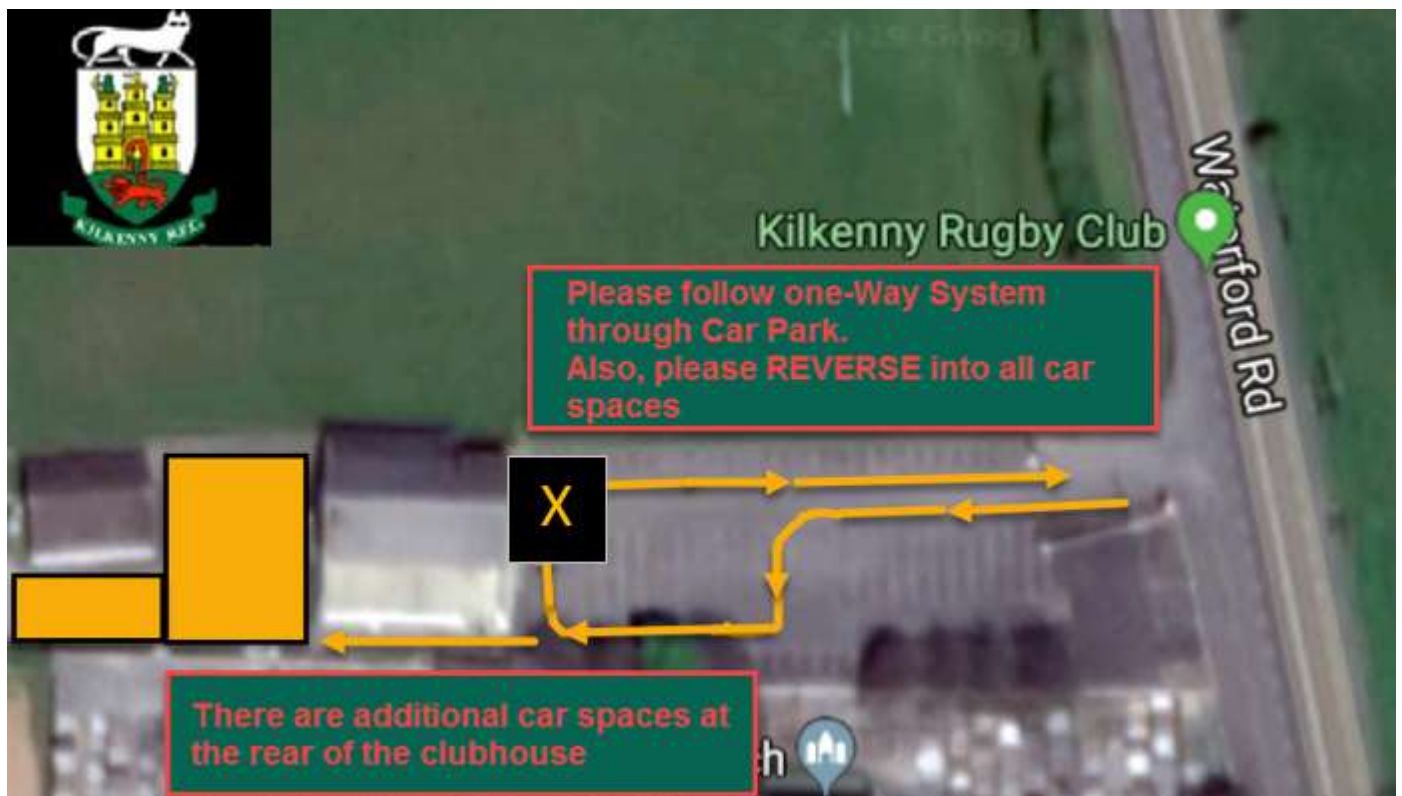 KILKENNY R.F.C.
Kilkenny Rugby Club
Waterford Rd
Please follow one-Way System
through Car Park.
Also, please REVERSE into all car
spaces
X
There are additional car spaces at
the rear of the clubhouse